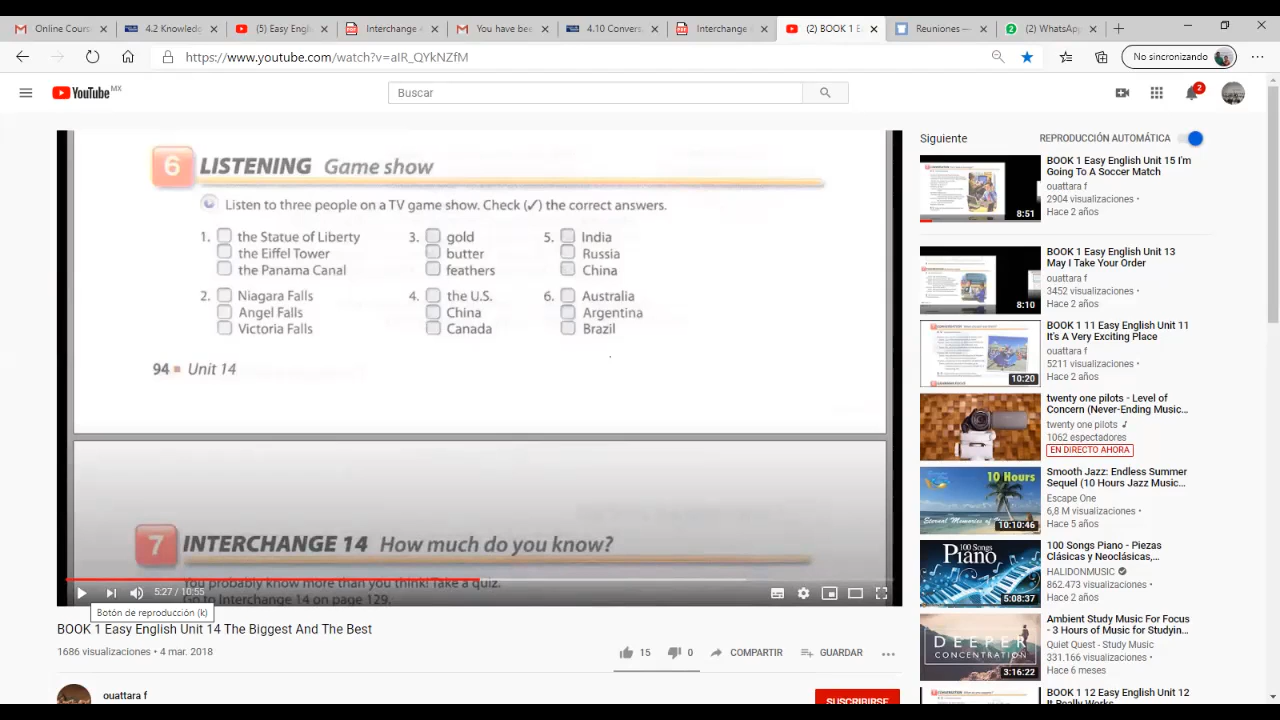 Online Cour
4.2 Knowledg
(5) Easy Engl
Interchange
You have bee
4.10 Convers
Interchange
(2) BOOK 1 E
Reuniones —
(2) WhatsAp
https://www.youtube.com/watch?v=aIR_QYkNZfM
No sincronizando
YouTube MX
Buscar
2
6 LISTENING Game show
Listen to three people on a TV game show. Check (✓) the correct answers.
1. the Statue of Liberty
the Eiffel Tower
the Panama Canal
2. Niagara Falls
Angel Falls
Victoria Falls
3. gold
butter
feathers
4. the U.S.
China
Canada
5. India
Russia
China
6. Australia
Argentina
Brazil
94 ■ Unit 14
7 INTERCHANGE 14 How much do you know?
You probably know more than you think! Take a quiz.
Go to Interchange 14 on page 129.
5:27 / 10:55
Botón de reproducción (k)
BOOK 1 Easy English Unit 14 The Biggest And The Best
1686 visualizaciones • 4 mar. 2018
15
0
COMPARTIR
GUARDAR
ouattara f
SUSCRIBIRSE
Siguiente
REPRODUCCIÓN AUTOMÁTICA
8:51
BOOK 1 Easy English Unit 15 I'm
Going To A Soccer Match
ouattara f
2904 visualizaciones •
Hace 2 años
8:10
BOOK 1 Easy English Unit 13
May I Take Your Order
ouattara f
3452 visualizaciones •
Hace 2 años
10:20
BOOK 1 11 Easy English Unit 11
It's A Very Exciting Place
ouattara f
5211 visualizaciones •
Hace 2 años
twenty one pilots - Level of
Concern (Never-Ending Music...
twenty one pilots
1062 espectadores
EN DIRECTO AHORA
10 Hours
10:10:46
Smooth Jazz: Endless Summer
Sequel (10 Hours Jazz Music...
Escape One
6,8 M visualizaciones •
Hace 5 años
100 Songs
Piano
5:08:37
100 Songs Piano - Piezas
Clásicas y Neoclásicas,...
HALIDONMUSIC
862.473 visualizaciones •
Hace 2 años
DEEPER
CONCENTRATION
3:16:22
Ambient Study Music For Focus
- 3 Hours of Music for Studyin...
Quiet Quest - Study Music
331.166 visualizaciones •
Hace 6 meses
BOOK 1 12 Easy English Unit 12
It Really Works